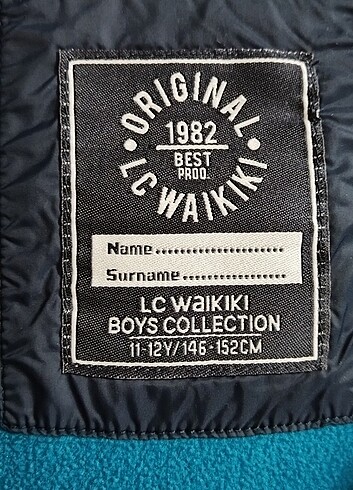 ORIGINAL
1982
BEST
PROD.
LC WAIKIKI
Name......................
Surname..................
LC WAIKIKI
BOYS COLLECTION
11-12Y/146-152CM